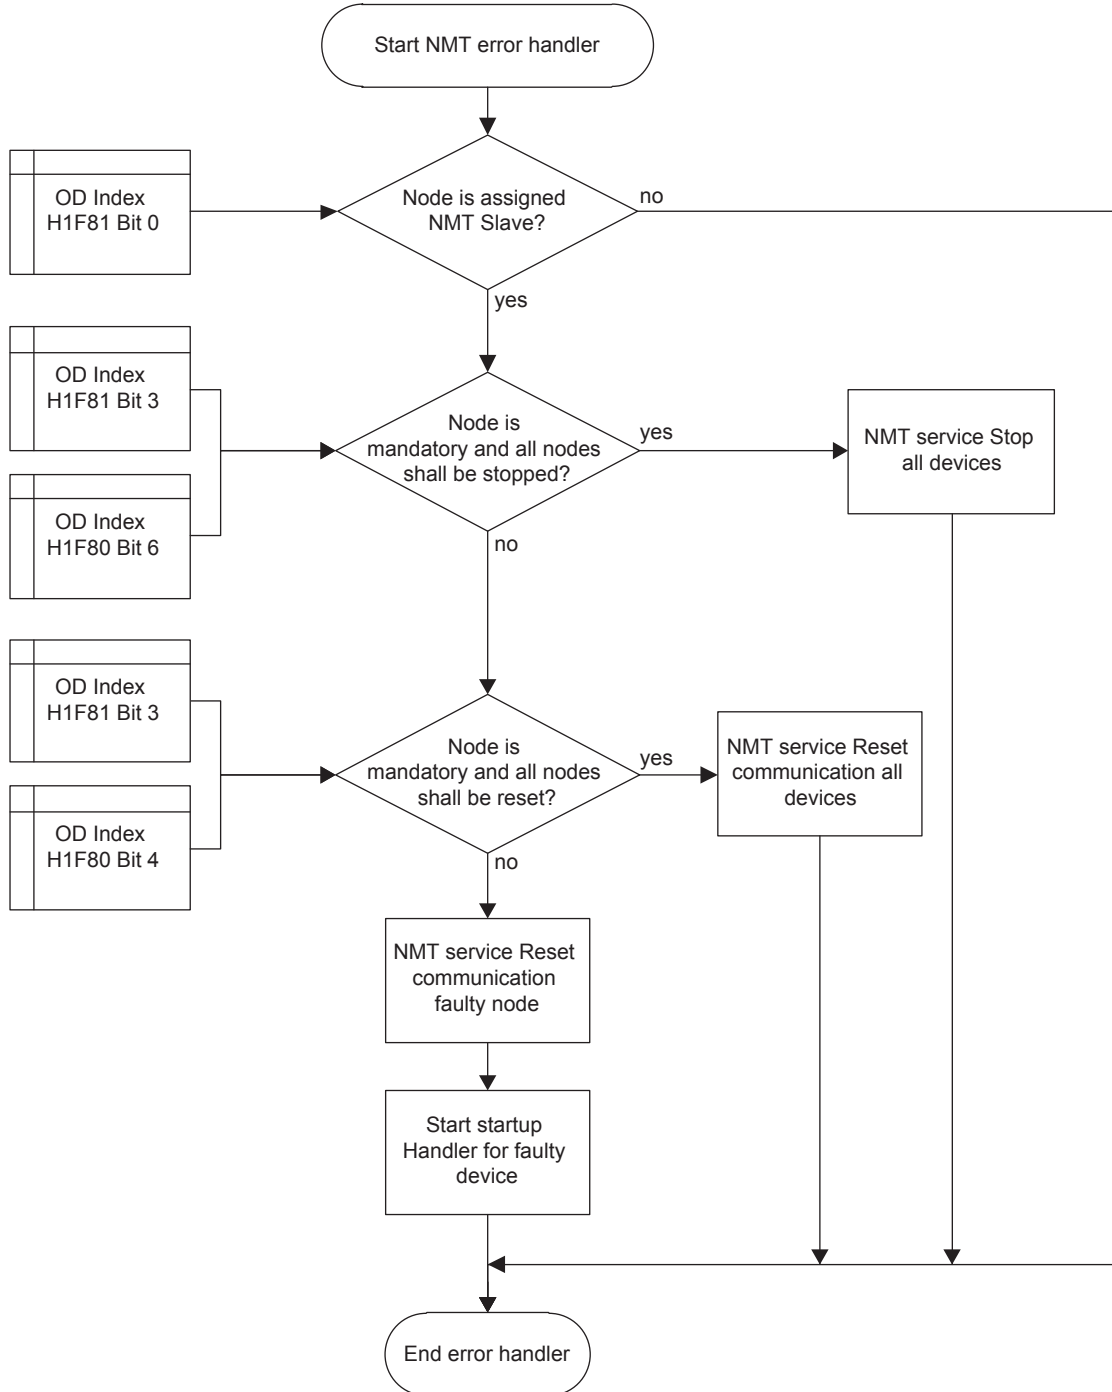 Start NMT error handler
OD Index
H1F81 Bit 0
Node is assigned
NMT Slave?
no
yes
OD Index
H1F81 Bit 3
OD Index
H1F80 Bit 6
Node is
mandatory and all nodes
shall be stopped?
yes
NMT service Stop
all devices
no
OD Index
H1F81 Bit 3
OD Index
H1F80 Bit 4
Node is
mandatory and all nodes
shall be reset?
yes
NMT service Reset
communication all
devices
no
NMT service Reset
communication
faulty node
Start startup
Handler for faulty
device
End error handler